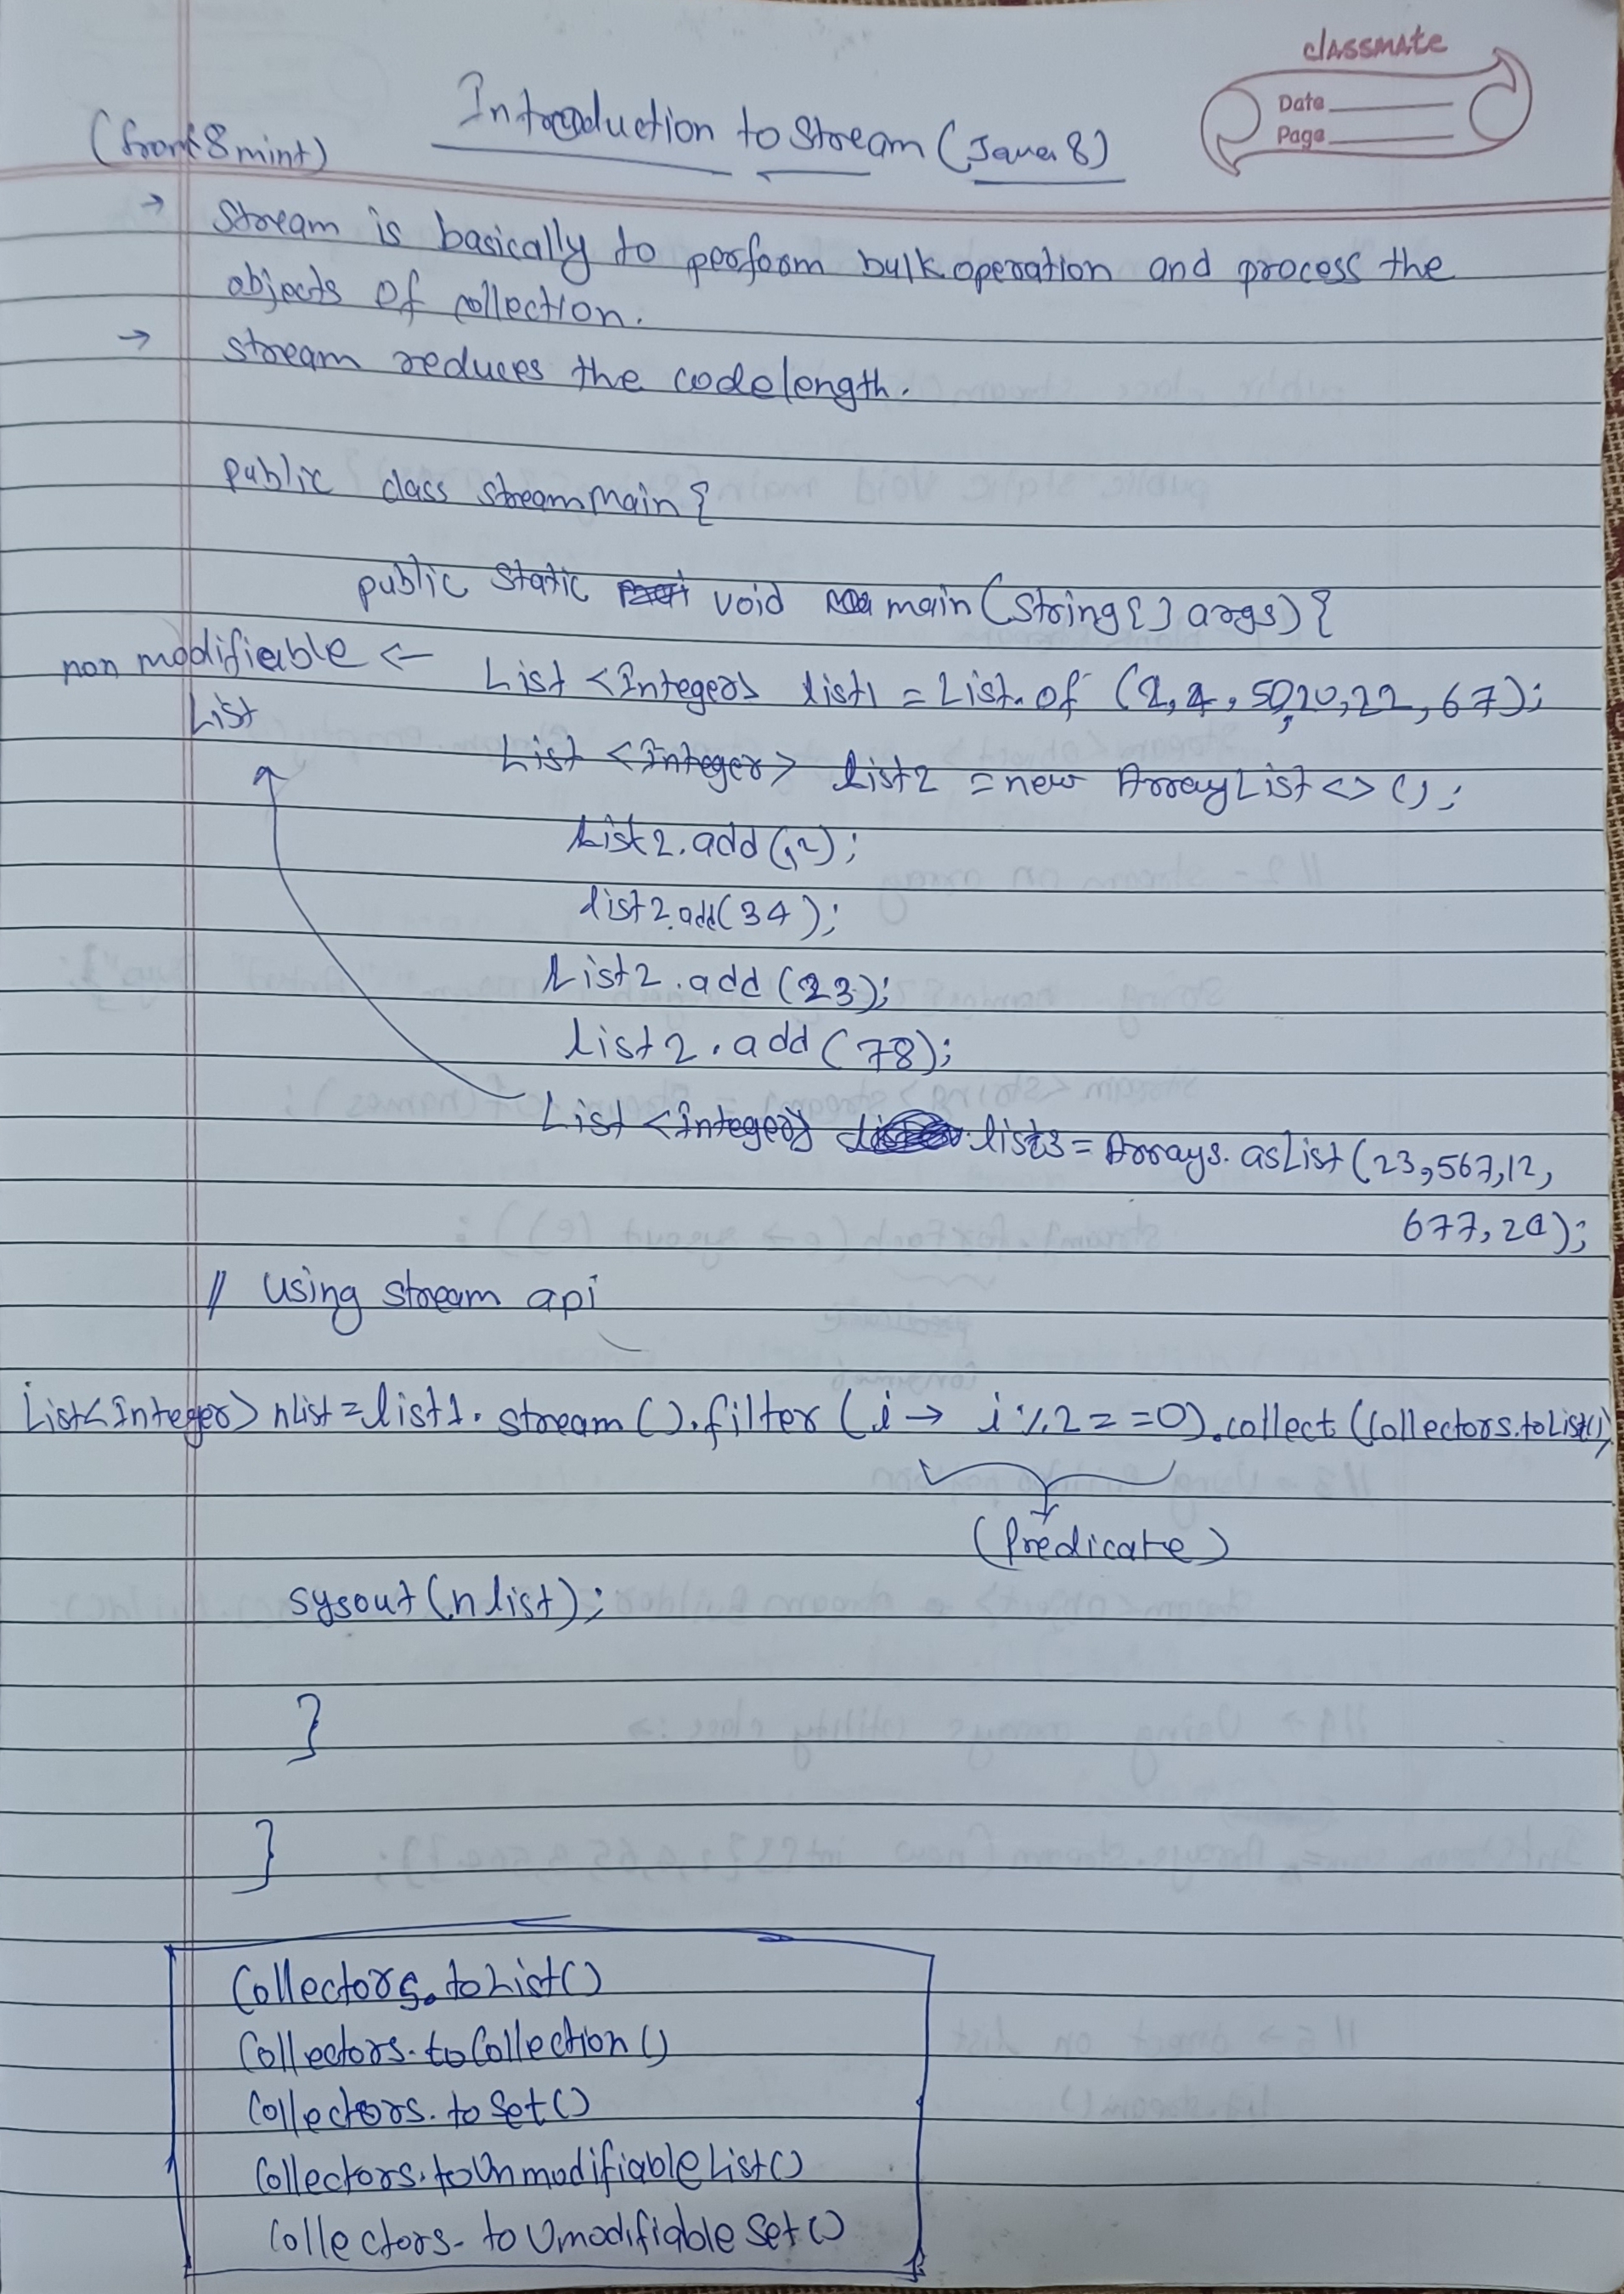 classmate
Date
Page
Introduction to Stream (Java 8)
→ Stream is basically to perform bulk operation and process the
objects of collection.
→ stream reduces the codelength.
public class streamMain {
public static void main (String[] args) {
non modifiable ← List <Integer> list1 = List.of (2, 4, 50,20,22,67);
List
List <Integer> list2 = new ArrayList<>();
list2.add(12);
list2.add(34);
list2.add(23);
list2.add(78);
List <Integer> list3 = Arrays.asList(23,567,12,
677,21);
// using stream api
List<Integer> nlist = list1.stream().filter(i → i%2==0).collect(Collectors.toList()
(Predicate)
sysout(nlist);
}
}
Collectors.toList()
Collectors.toCollection()
Collectors.toSet()
Collectors.toUnmodifiableList()
Collectors.toUmodifiableSet()